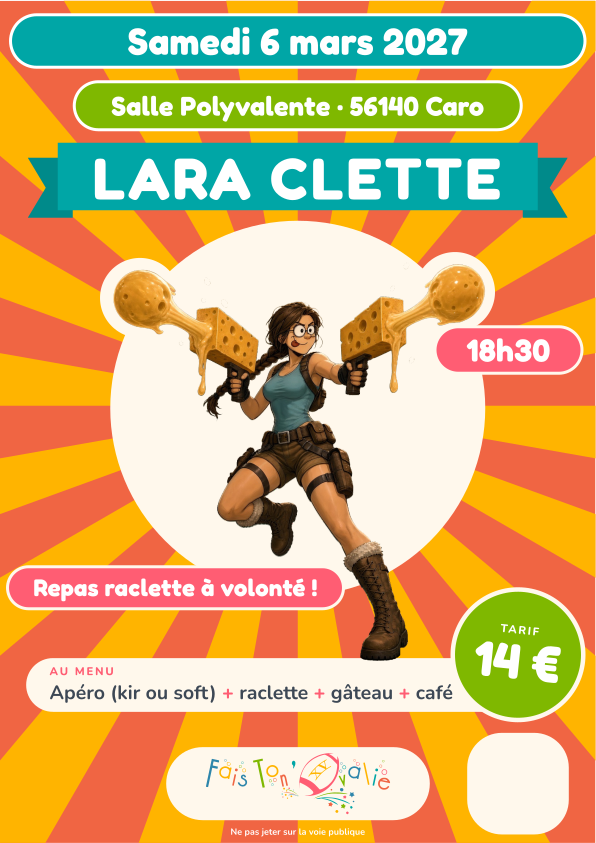 Samedi 6 mars 2027
Salle Polyvalente · 56140 Caro
LARA CLETTE
18h30
Repas raclette à volonté !
TARIF
14 €
AU MENU
Apéro (kir ou soft) + raclette + gâteau + café
Fais Ton' Ovalie
Ne pas jeter sur la voie publique